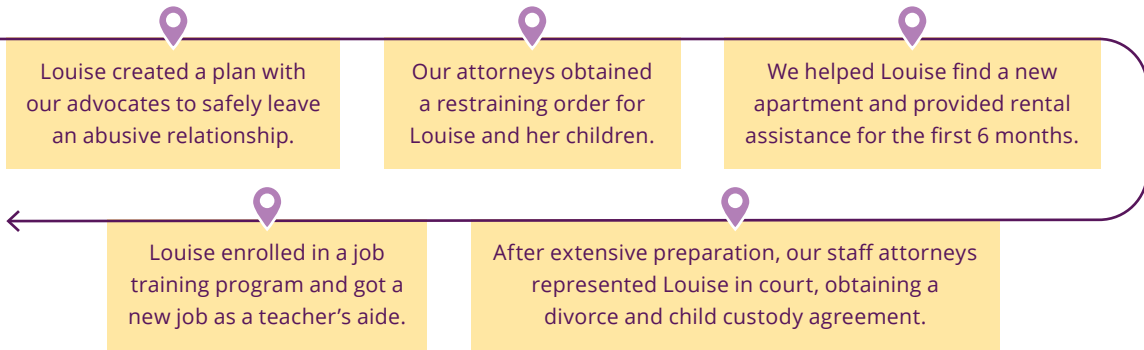 Louise created a plan with
our advocates to safely leave
an abusive relationship.
Our attorneys obtained
a restraining order for
Louise and her children.
We helped Louise find a new
apartment and provided rental
assistance for the first 6 months.
After extensive preparation, our staff attorneys
represented Louise in court, obtaining a
divorce and child custody agreement.
Louise enrolled in a job
training program and got a
new job as a teacher’s aide.